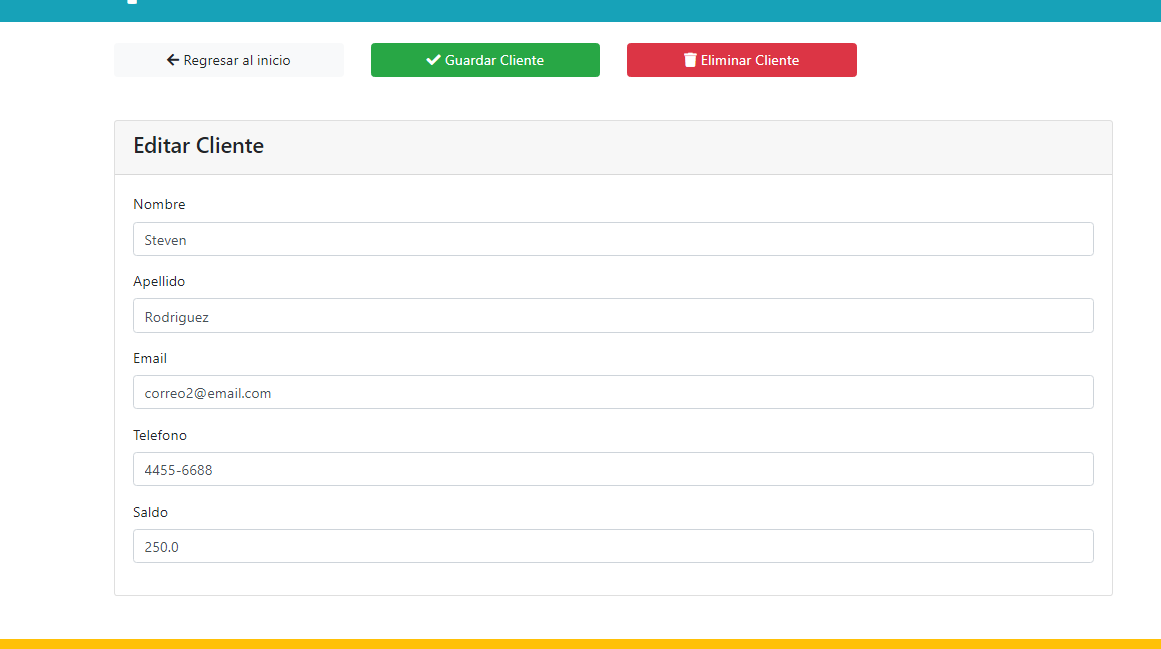 Regresar al inicio
Guardar Cliente
Eliminar Cliente
Editar Cliente
Nombre
Steven
Apellido
Rodriguez
Email
correo2@email.com
Telefono
4455-6688
Saldo
250.0